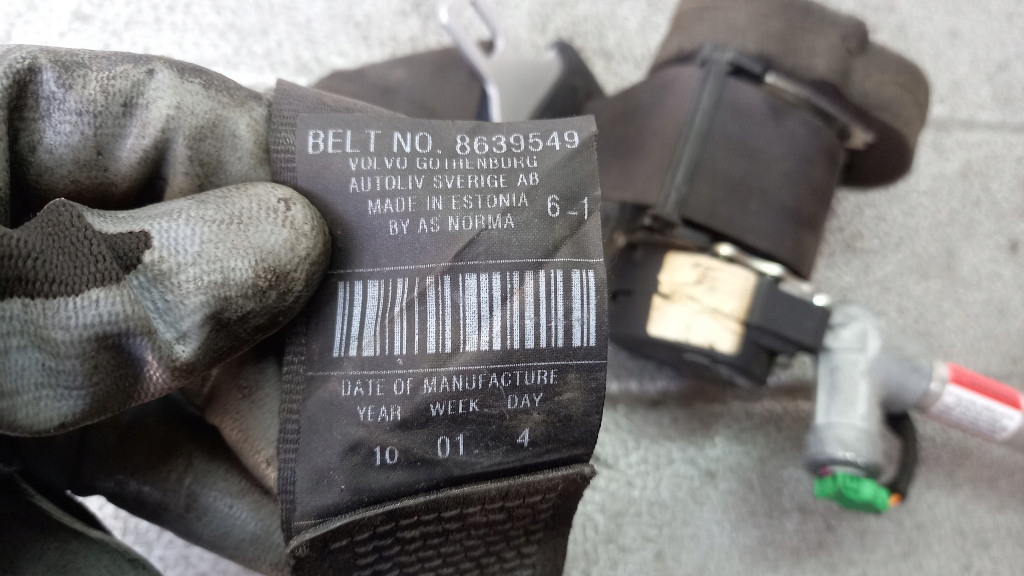 BELT NO. 8639549
VOLVO GOTHENBURG
AUTOLIV SVERIGE AB
MADE IN ESTONIA 6-1
BY AS NORMA
DATE OF MANUFACTURE
YEAR WEEK DAY
10 01. 4